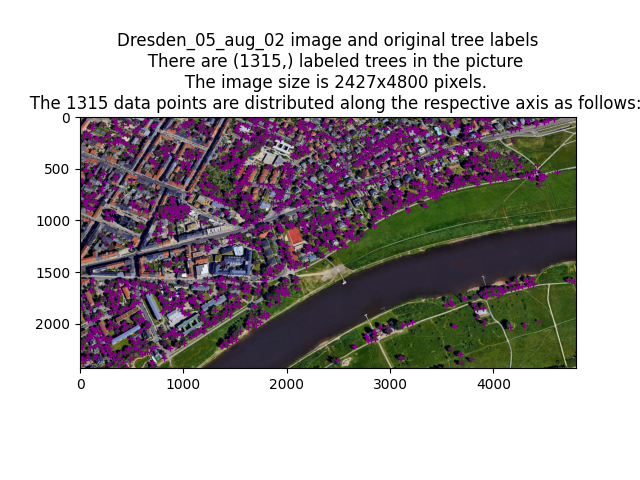 Dresden_05_aug_02 image and original tree labels
There are (1315,) labeled trees in the picture
The image size is 2427x4800 pixels.
The 1315 data points are distributed along the respective axis as follows:
0
500
1000
1500
2000
0 1000 2000 3000 4000